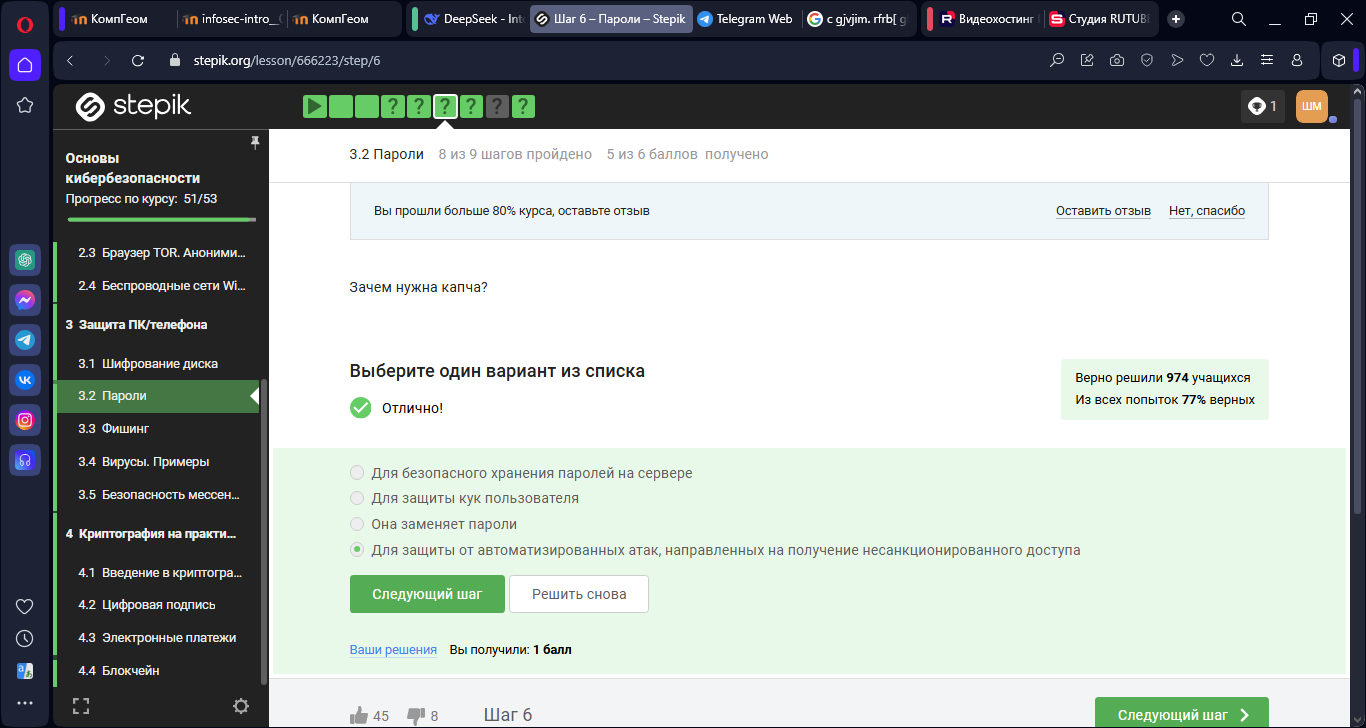 КомпГеом
infosec-intro__
КомпГеом
DeepSeek - Int
Шаг 6 – Пароли – Stepik
Telegram Web
с gjvjim. rfrb[ g
Видеохостинг
Студия RUTUBE
stepik.org/lesson/666223/step/6
stepik
? ? ? ? ? ?
1
ШМ
Основы
кибербезопасности
Прогресс по курсу: 51/53
2.3 Браузер TOR. Аноними...
2.4 Беспроводные сети Wi...
3 Защита ПК/телефона
3.1 Шифрование диска
3.2 Пароли
3.3 Фишинг
3.4 Вирусы. Примеры
3.5 Безопасность мессен...
4 Криптография на практи...
4.1 Введение в криптогра...
4.2 Цифровая подпись
4.3 Электронные платежи
4.4 Блокчейн
3.2 Пароли 8 из 9 шагов пройдено 5 из 6 баллов получено
Вы прошли больше 80% курса, оставьте отзыв
Оставить отзыв
Нет, спасибо
Зачем нужна капча?
Выберите один вариант из списка
Отлично!
Верно решили 974 учащихся
Из всех попыток 77% верных
Для безопасного хранения паролей на сервере
Для защиты кук пользователя
Она заменяет пароли
Для защиты от автоматизированных атак, направленных на получение несанкционированного доступа
Следующий шаг
Решить снова
Ваши решения Вы получили: 1 балл
45 8 Шаг 6
Следующий шаг